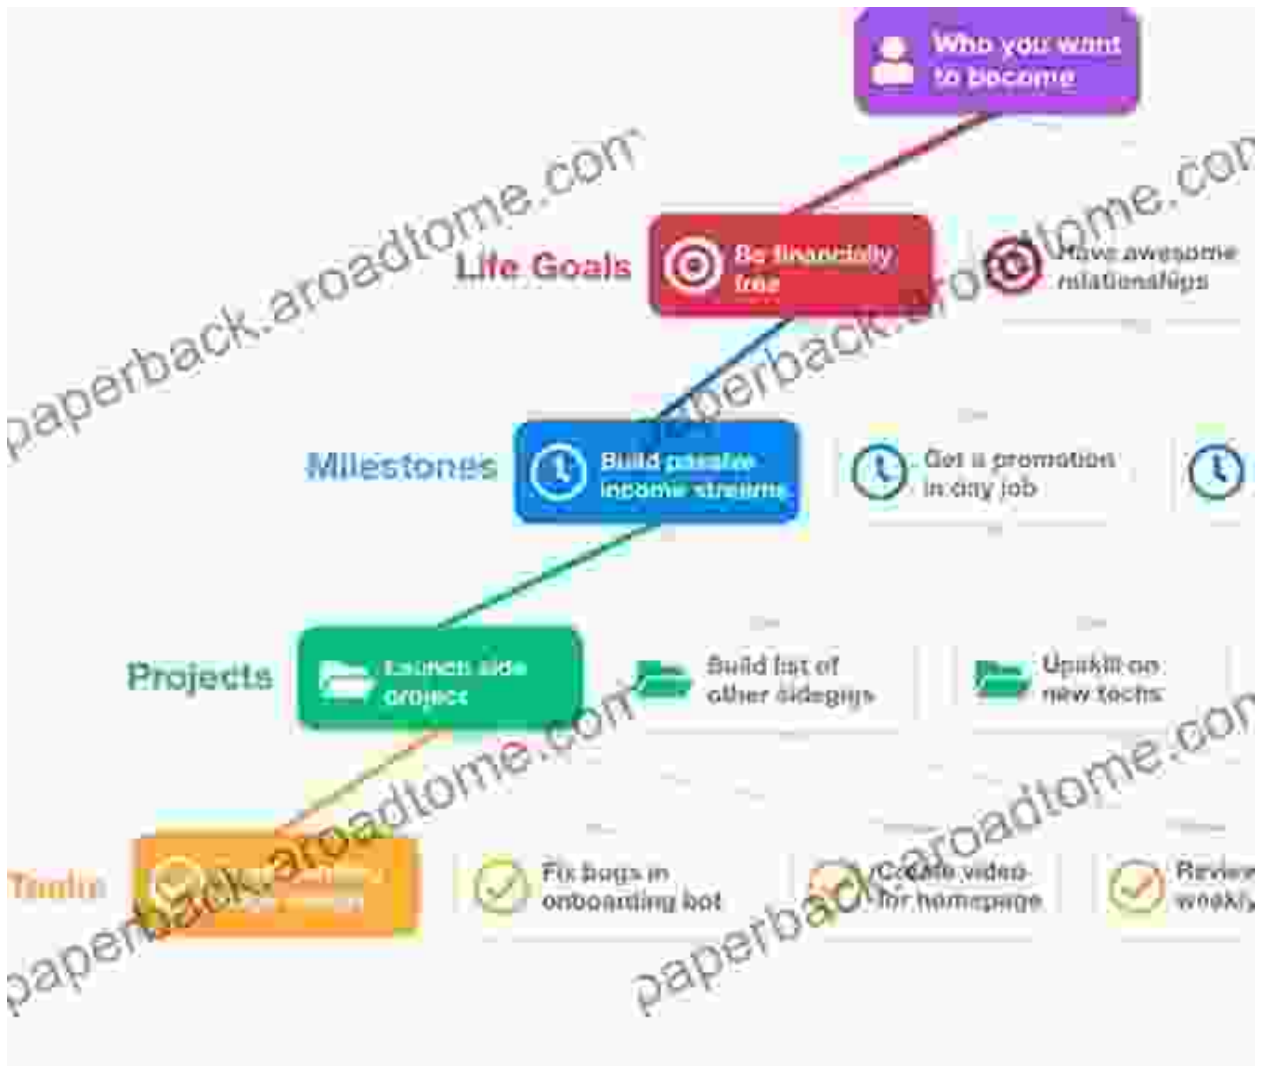 Who you want
to become
Life Goals
Be financially
free
Have awesome
relationships
Milestones
Build passive
income streams
Get a promotion
in day job
Projects
Launch side
project
Build list of
other sidegigs
Upskill on
new techs
Tasks
Fix bugs in
onboarding bot
Create video
for homepage
Review
weekly
paperback.aroadtome.com
paperback.aroadtome.com
paperback.aroadtome.com
paperback.aroadtome.com